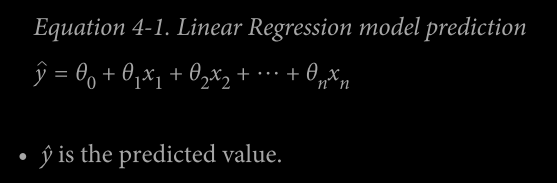 Equation 4-1. Linear Regression model prediction
ŷ = θ₀ + θ₁x₁ + θ₂x₂ + ⋯ + θₙxₙ
• ŷ is the predicted value.